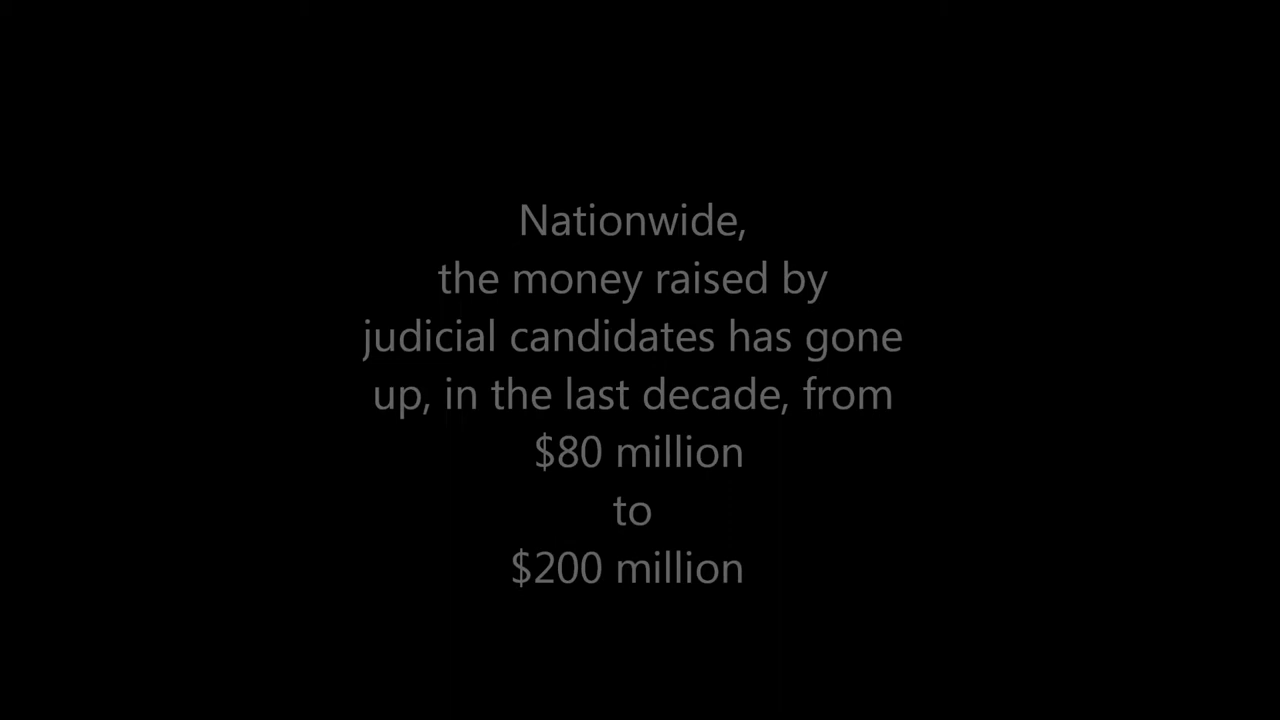 Nationwide,
the money raised by
judicial candidates has gone
up, in the last decade, from
$80 million
to
$200 million